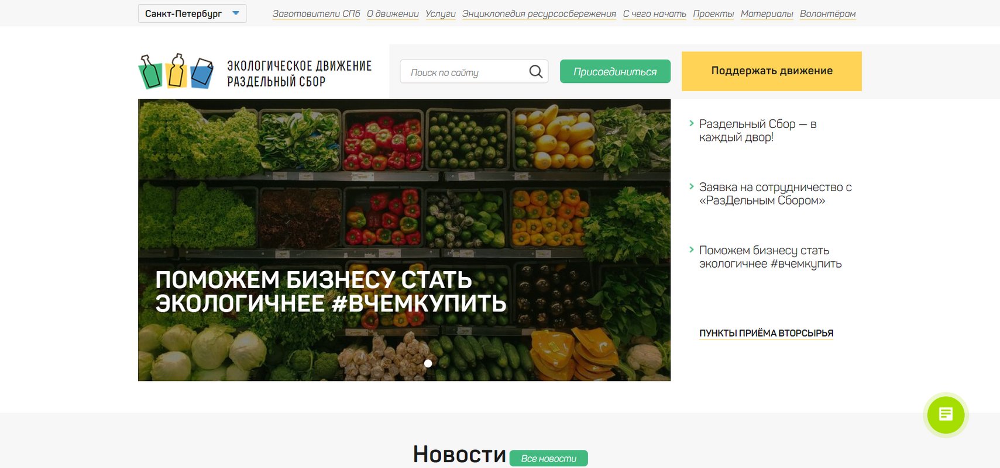 Санкт-Петербург
Заготовители СПб О движении Услуги Энциклопедия ресурсосбережения С чего начать Проекты Материалы Волонтёрам
ЭКОЛОГИЧЕСКОЕ ДВИЖЕНИЕ
РАЗДЕЛЬНЫЙ СБОР
Поиск по сайту
Присоединиться
Поддержать движение
ПОМОЖЕМ БИЗНЕСУ СТАТЬ
ЭКОЛОГИЧНЕЕ #ВЧЕМКУПИТЬ
Раздельный Сбор — в
каждый двор!
Заявка на сотрудничество с
«РазДельным Сбором»
Поможем бизнесу стать
экологичнее #вчемкупить
ПУНКТЫ ПРИЁМА ВТОРСЫРЬЯ
Новости
Все новости